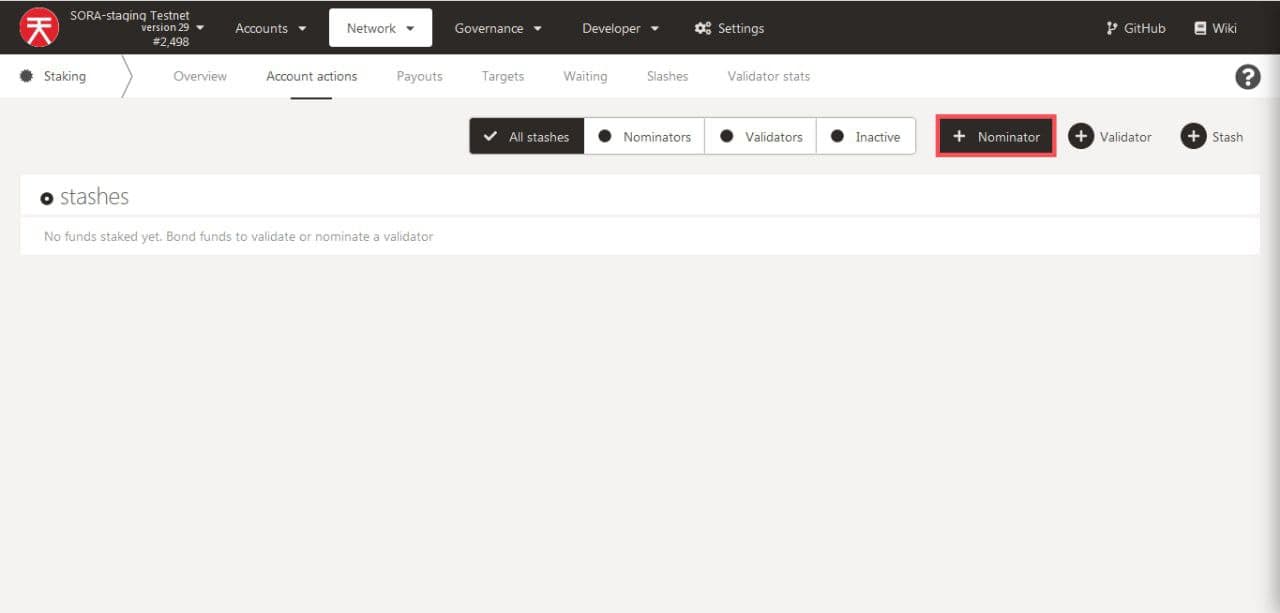 天
SORA-staging Testnet
version 29
#2,498
Accounts
Network
Governance
Developer
Settings
GitHub
Wiki
Staking
Overview
Account actions
Payouts
Targets
Waiting
Slashes
Validator stats
?
All stashes
Nominators
Validators
Inactive
+ Nominator
+ Validator
+ Stash
stashes
No funds staked yet. Bond funds to validate or nominate a validator